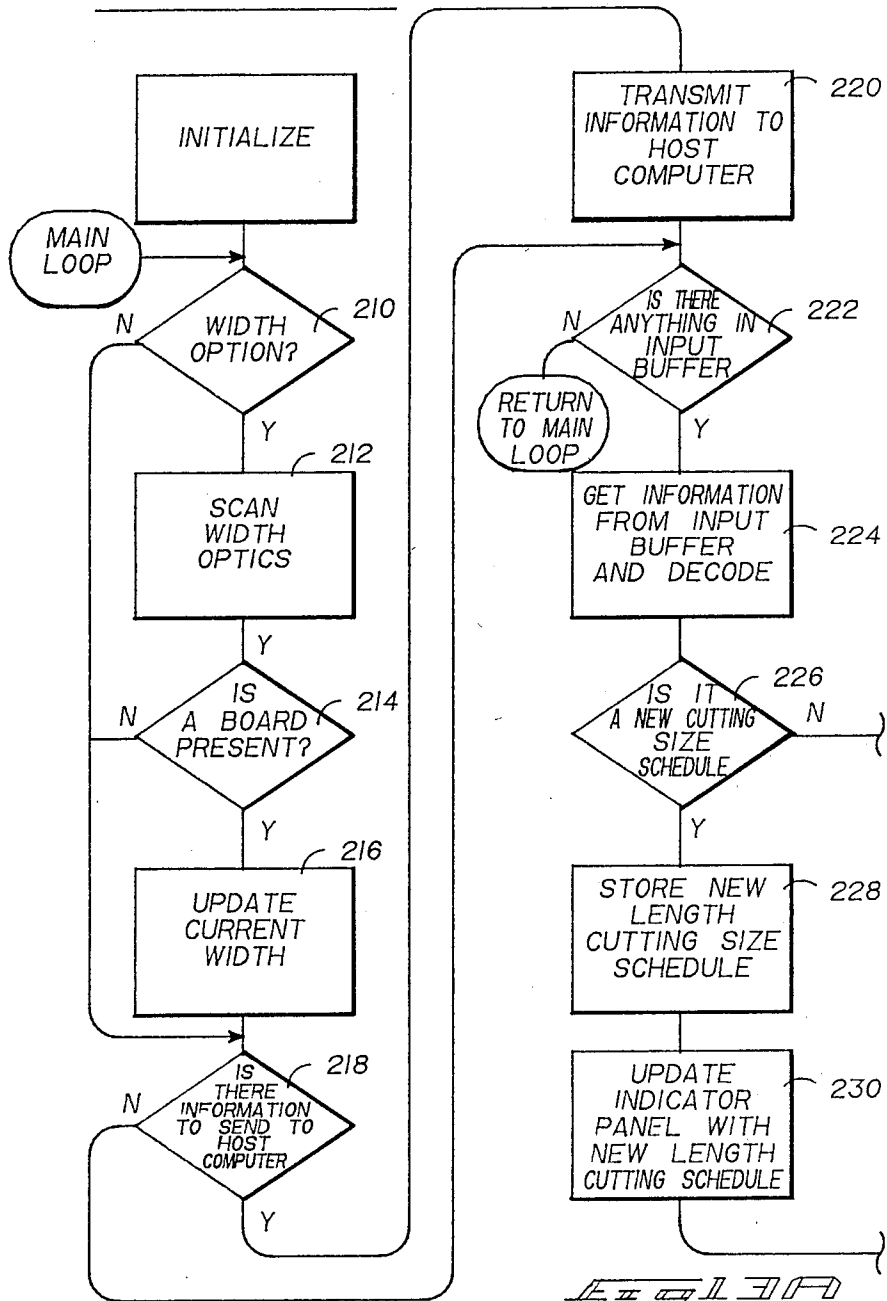 INITIALIZE
MAIN
LOOP
N
WIDTH
OPTION?
210
Y
212
SCAN
WIDTH
OPTICS
Y
IS
A BOARD
PRESENT?
N
214
Y
216
UPDATE
CURRENT
WIDTH
218
N
IS
THERE
INFORMATION
TO SEND TO
HOST
COMPUTER
Y
TRANSMIT
INFORMATION TO
HOST
COMPUTER
220
IS THERE
ANYTHING IN
INPUT
BUFFER
222
N
RETURN
TO MAIN
LOOP
Y
GET INFORMATION
FROM INPUT
BUFFER
AND DECODE
224
226
IS IT
A NEW CUTTING
SIZE
SCHEDULE
N
Y
STORE NEW
LENGTH
CUTTING SIZE
SCHEDULE
228
UPDATE
INDICATOR
PANEL WITH
NEW LENGTH
CUTTING SCHEDULE
230
Fig 13A